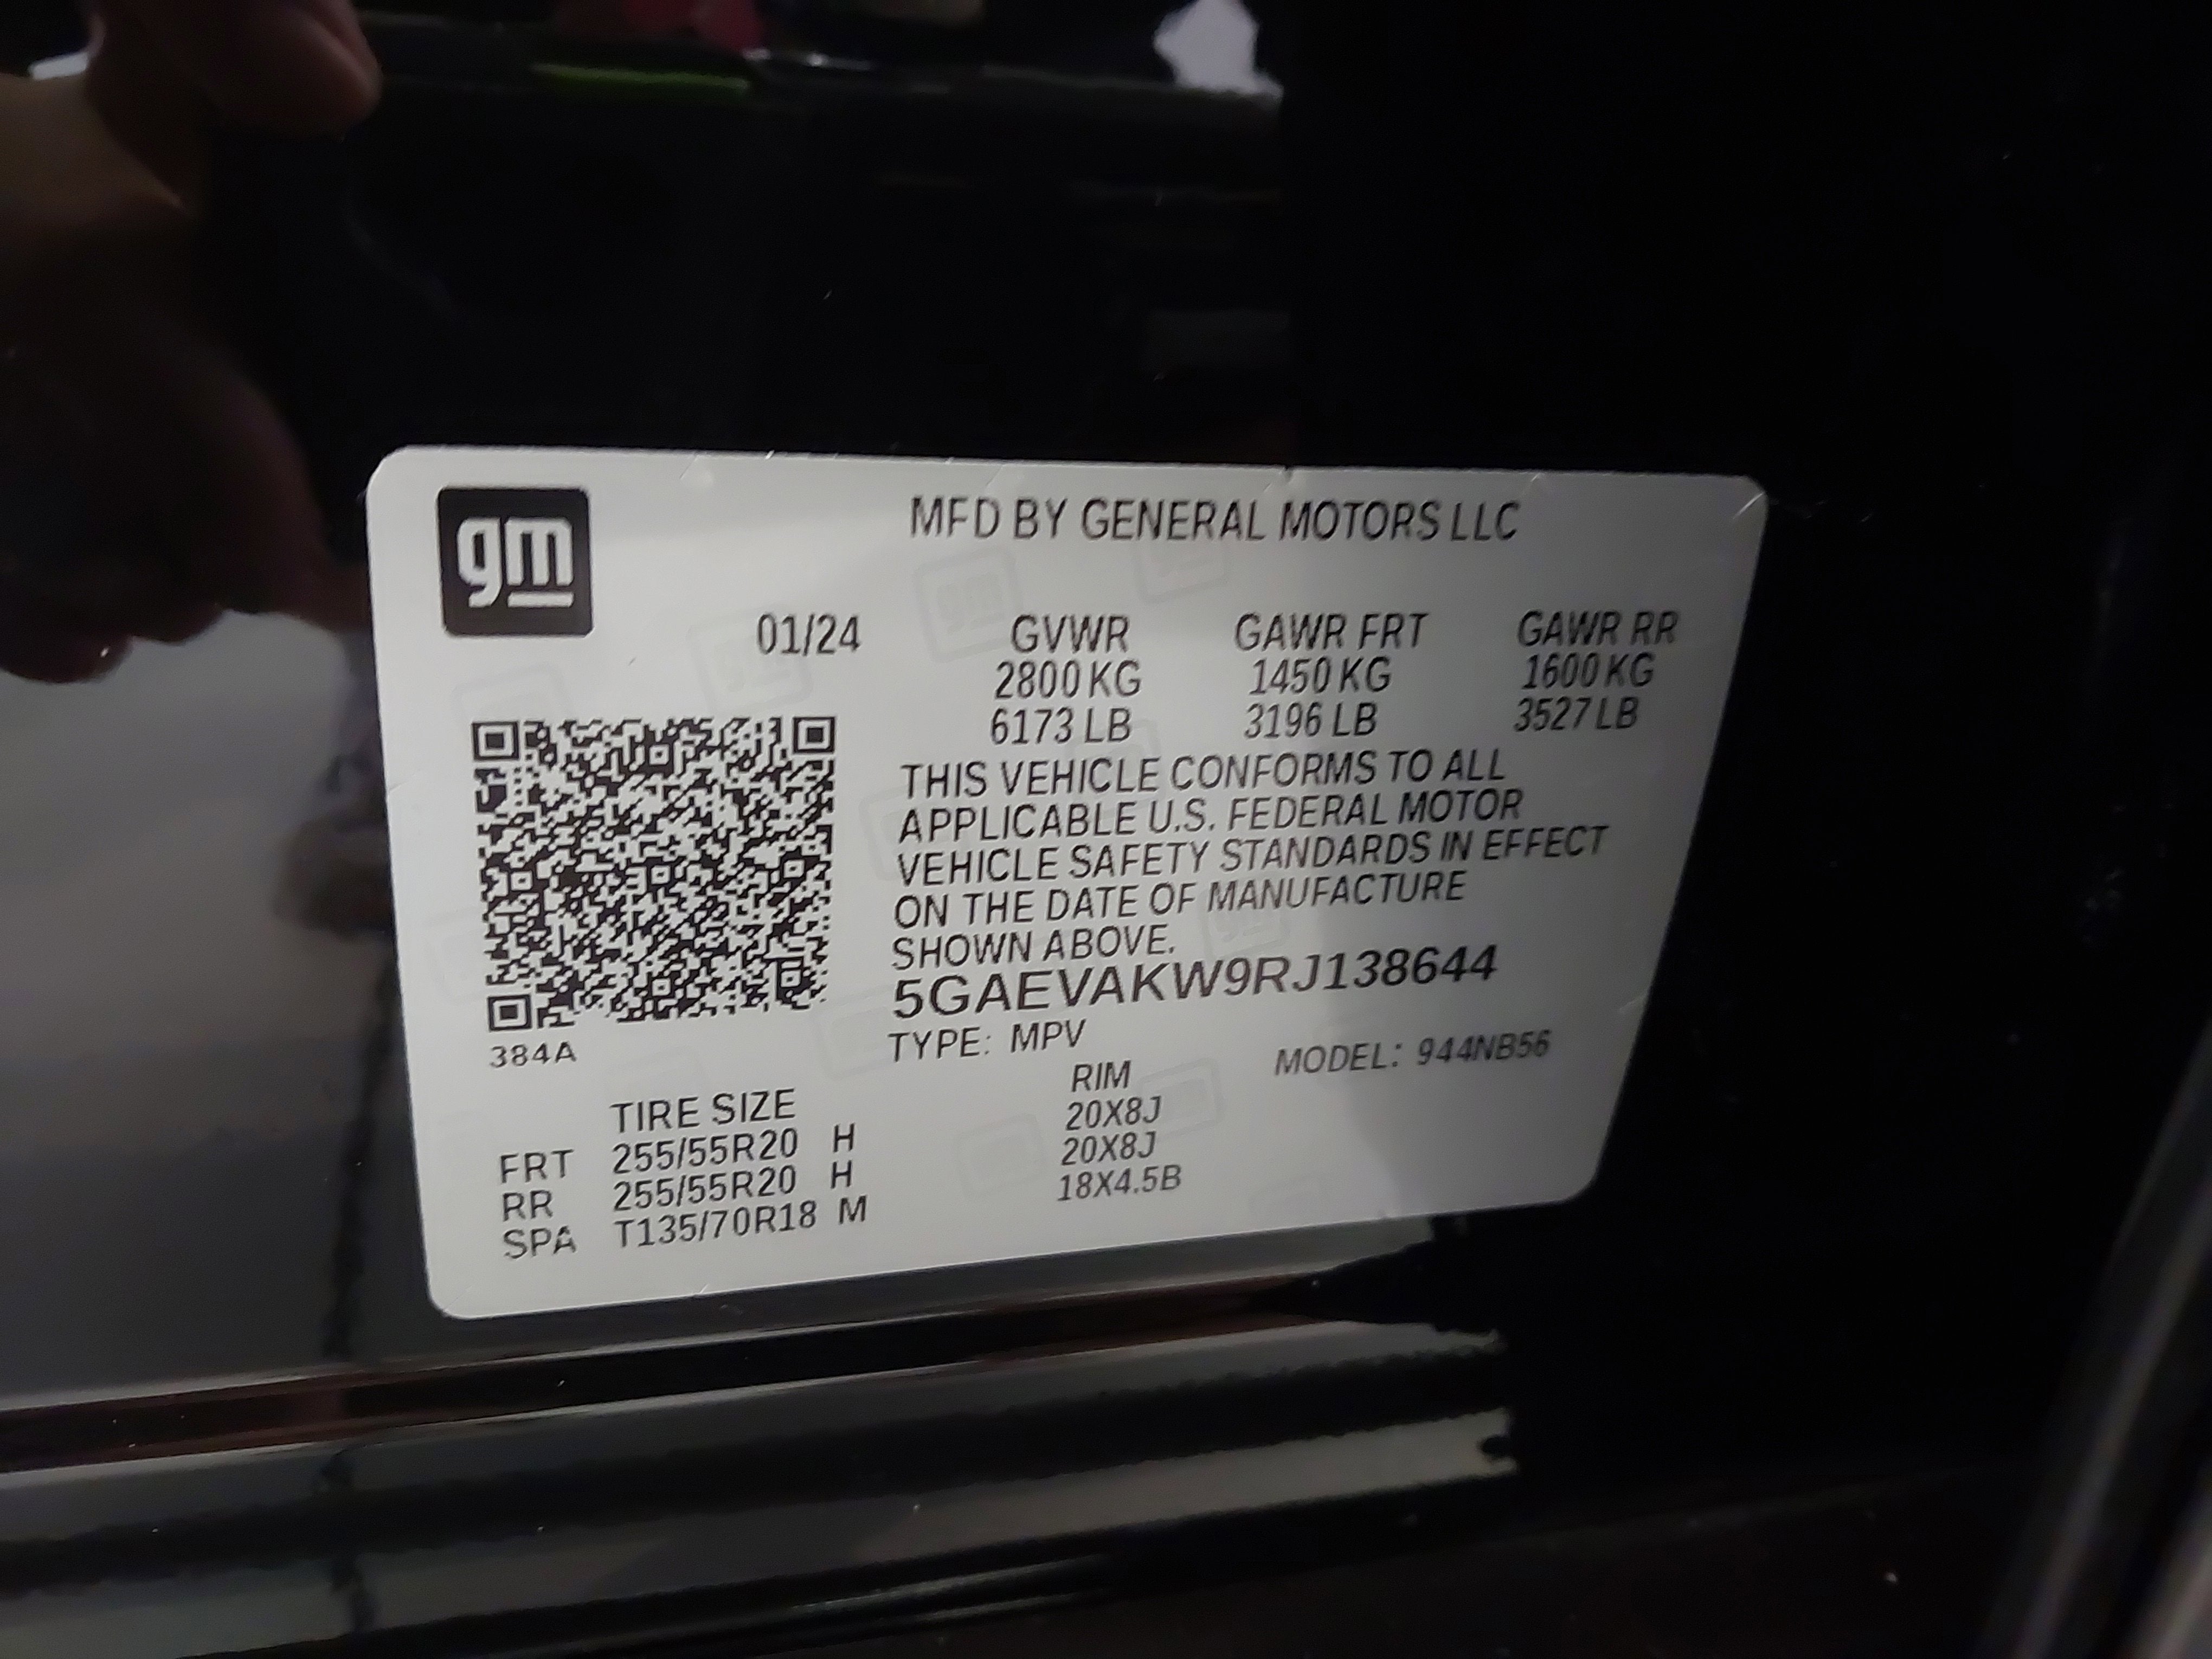 gm
MFD BY GENERAL MOTORS LLC
01/24 GVWR GAWR FRT GAWR RR
2800 KG 1450 KG 1600 KG
6173 LB 3196 LB 3527 LB
THIS VEHICLE CONFORMS TO ALL
APPLICABLE U.S. FEDERAL MOTOR
VEHICLE SAFETY STANDARDS IN EFFECT
ON THE DATE OF MANUFACTURE
SHOWN ABOVE.
5GAEVAKW9RJ138644
384A
TYPE: MPV MODEL: 944NB56
TIRE SIZE RIM
FRT 255/55R20 H 20X8J
RR 255/55R20 H 20X8J
SPA T135/70R18 M 18X4.5B